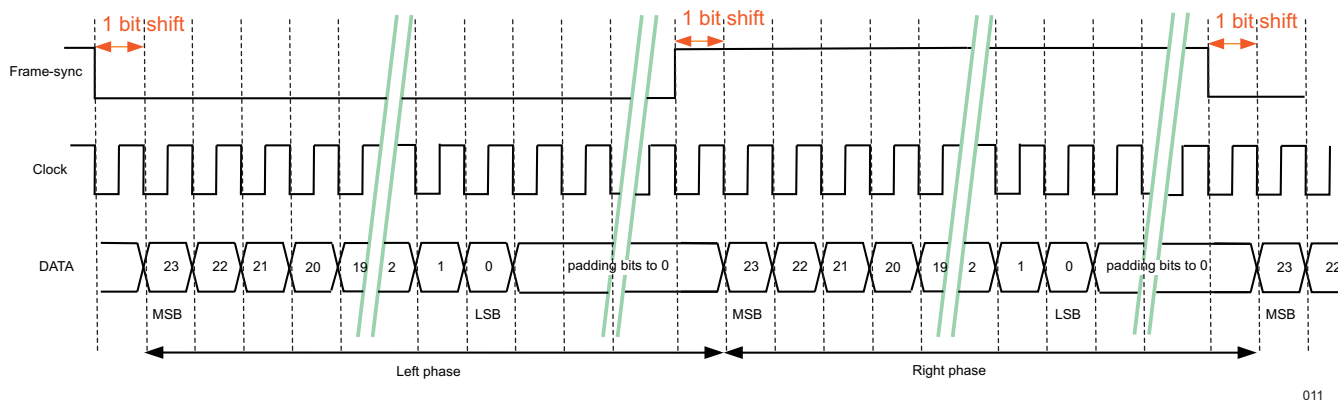 1 bit shift 1 bit shift 1 bit shift
Frame-sync
Clock
DATA 23 22 21 20 19 2 1 0 padding bits to 0 23 22 21 20 19 2 1 0 padding bits to 0 23 22
MSB LSB MSB LSB MSB
Left phase Right phase
011